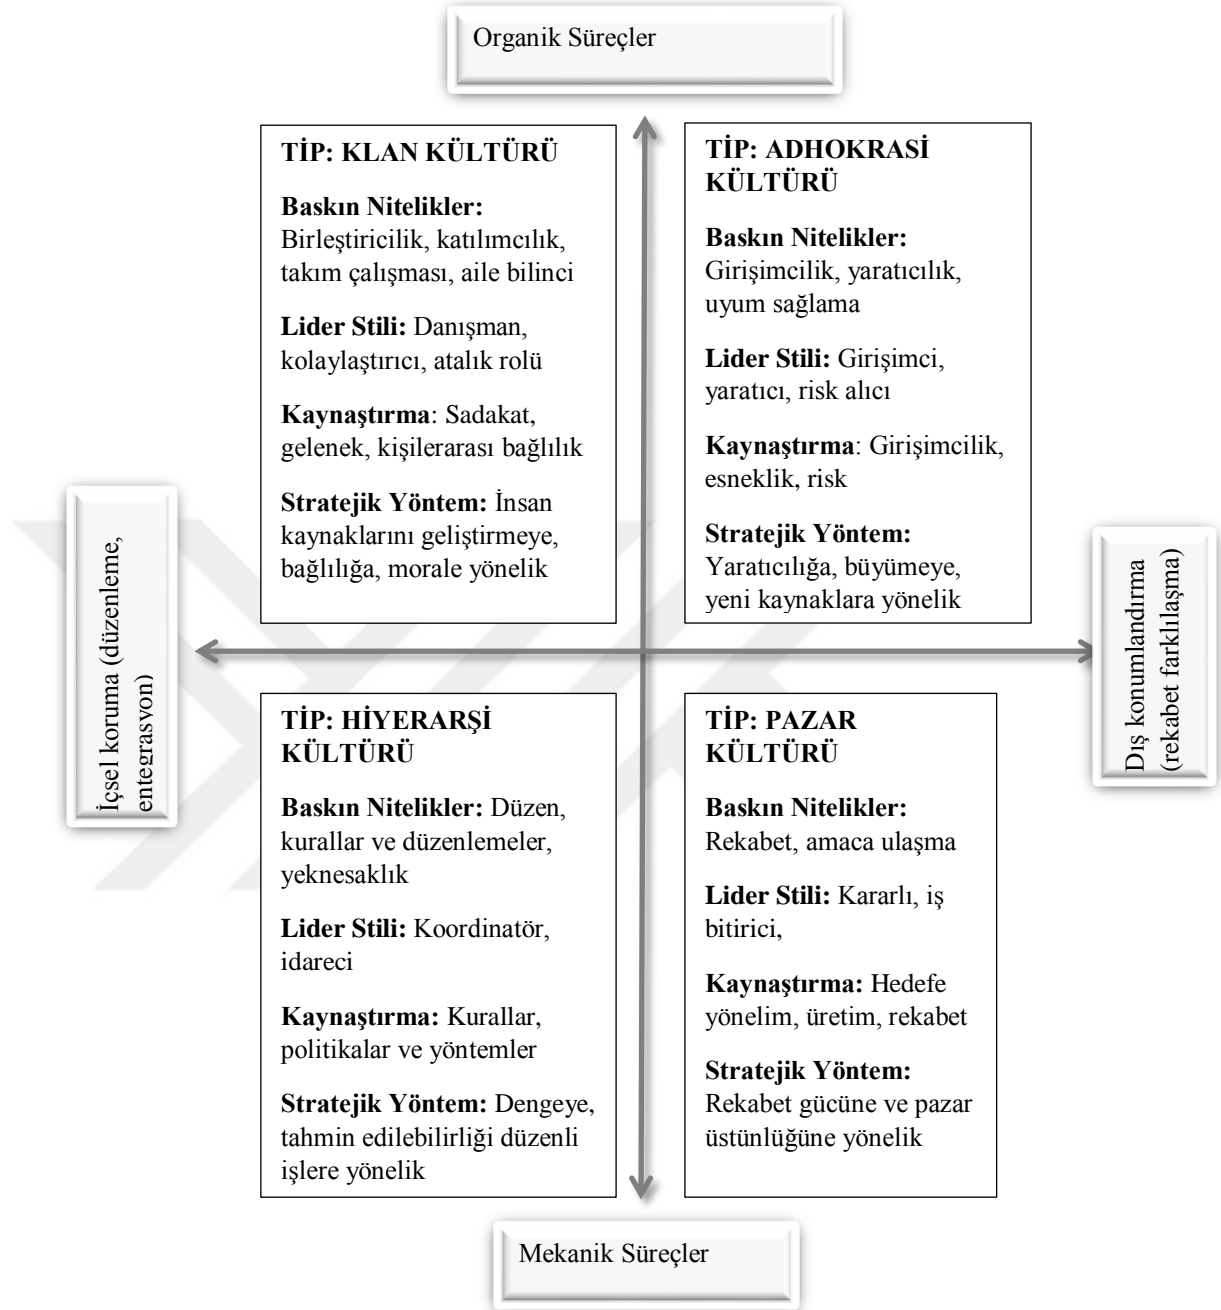 Organik Süreçler
TİP: KLAN KÜLTÜRÜ
Baskın Nitelikler:
Birleştiricilik, katılımcılık,
takım çalışması, aile bilinci
Lider Stili: Danışman,
kolaylaştırıcı, atalık rolü
Kaynaştırma: Sadakat,
gelenek, kişilerarası bağlılık
Stratejik Yöntem: İnsan
kaynaklarını geliştirmeye,
bağlılığa, morale yönelik
TİP: ADHOKRASİ
KÜLTÜRÜ
Baskın Nitelikler:
Girişimcilik, yaratıcılık,
uyum sağlama
Lider Stili: Girişimci,
yaratıcı, risk alıcı
Kaynaştırma: Girişimcilik,
esneklik, risk
Stratejik Yöntem:
Yaratıcılığa, büyümeye,
yeni kaynaklara yönelik
İçsel koruma (düzenleme,
entegrasyon)
Dış konumlandırma
(rekabet farklılaşma)
TİP: HİYERARŞİ
KÜLTÜRÜ
Baskın Nitelikler: Düzen,
kurallar ve düzenlemeler,
yeknesaklık
Lider Stili: Koordinatör,
idareci
Kaynaştırma: Kurallar,
politikalar ve yöntemler
Stratejik Yöntem: Dengeye,
tahmin edilebilirliği düzenli
işlere yönelik
TİP: PAZAR
KÜLTÜRÜ
Baskın Nitelikler:
Rekabet, amaca ulaşma
Lider Stili: Kararlı, iş
bitirici,
Kaynaştırma: Hedefe
yönelim, üretim, rekabet
Stratejik Yöntem:
Rekabet gücüne ve pazar
üstünlüğüne yönelik
Mekanik Süreçler